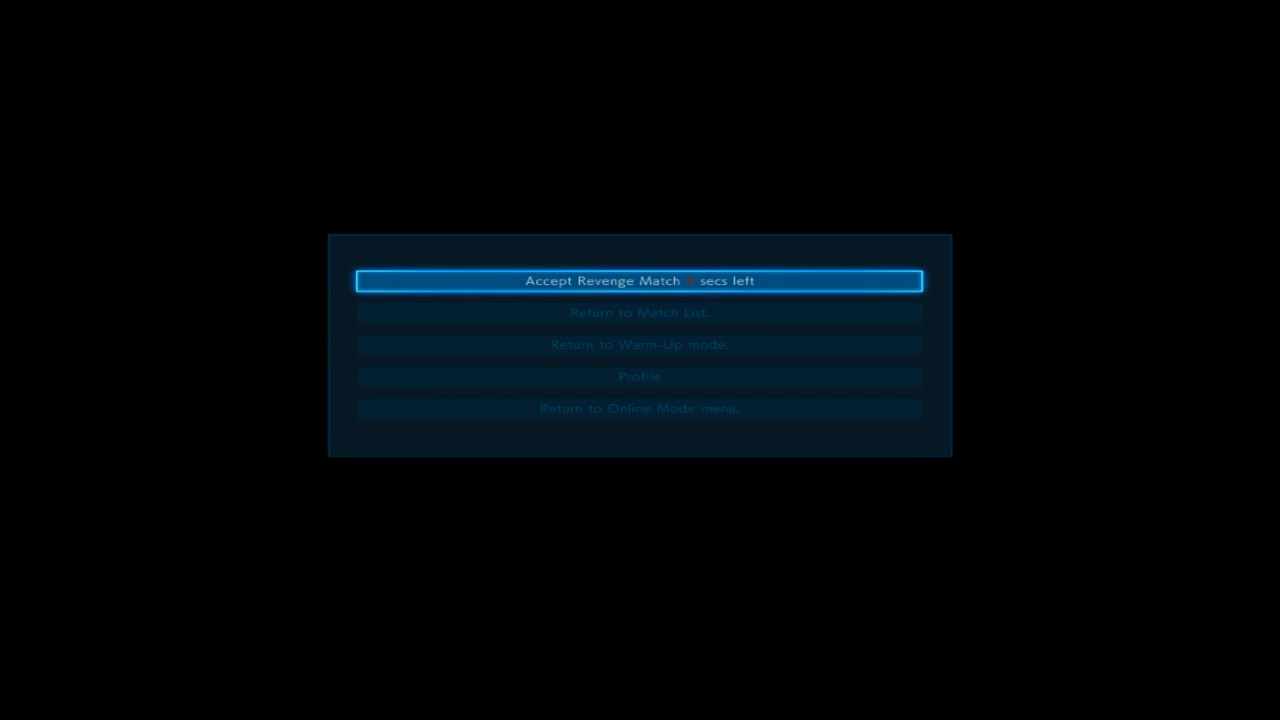 Accept Revenge Match secs left
Return to Match List.
Return to Warm-Up mode.
Profile
Return to Online Mode menu.